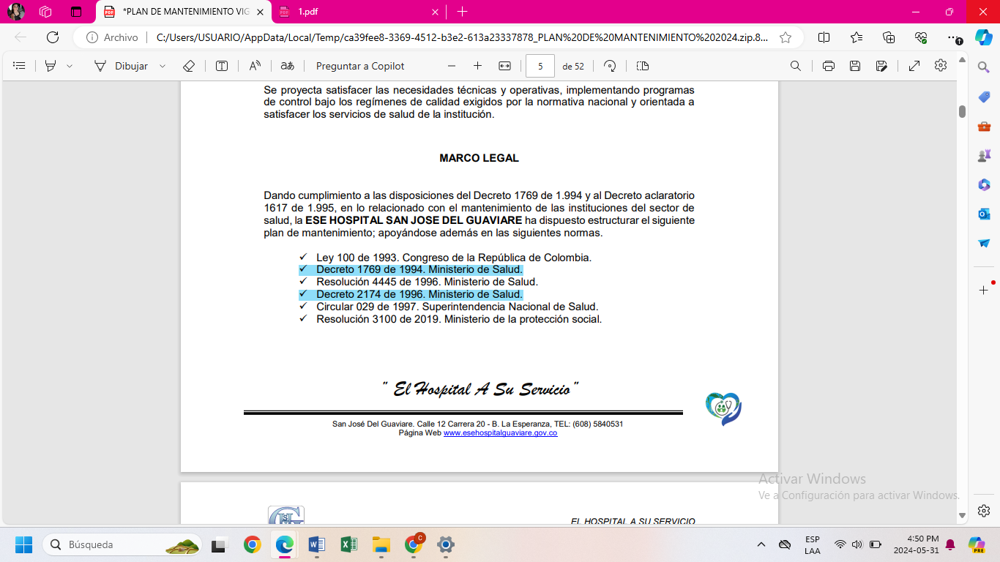 *PLAN DE MANTENIMIENTO VIG
1.pdf
Archivo
C:/Users/USUARIO/AppData/Local/Temp/ca39fee8-3369-4512-b3e2-613a23337878_PLAN%20DE%20MANTENIMIENTO%202024.zip.8...
Dibujar
Preguntar a Copilot
5
de 52
Se proyecta satisfacer las necesidades técnicas y operativas, implementando programas
de control bajo los regímenes de calidad exigidos por la normativa nacional y orientada a
satisfacer los servicios de salud de la institución.
MARCO LEGAL
Dando cumplimiento a las disposiciones del Decreto 1769 de 1.994 y al Decreto aclaratorio
1617 de 1.995, en lo relacionado con el mantenimiento de las instituciones del sector de
salud, la ESE HOSPITAL SAN JOSE DEL GUAVIARE ha dispuesto estructurar el siguiente
plan de mantenimiento; apoyándose además en las siguientes normas.
✓ Ley 100 de 1993. Congreso de la República de Colombia.
✓ Decreto 1769 de 1994. Ministerio de Salud.
✓ Resolución 4445 de 1996. Ministerio de Salud.
✓ Decreto 2174 de 1996. Ministerio de Salud.
✓ Circular 029 de 1997. Superintendencia Nacional de Salud.
✓ Resolución 3100 de 2019. Ministerio de la protección social.
" El Hospital A Su Servicio"
San José Del Guaviare. Calle 12 Carrera 20 - B. La Esperanza, TEL: (608) 5840531
Página Web www.esehospitalguaviare.gov.co
Activar Windows
Ve a Configuración para activar Windows.
EL HOSPITAL A SU SERVICIO
Búsqueda
ESP
LAA
4:50 PM
2024-05-31
PRE